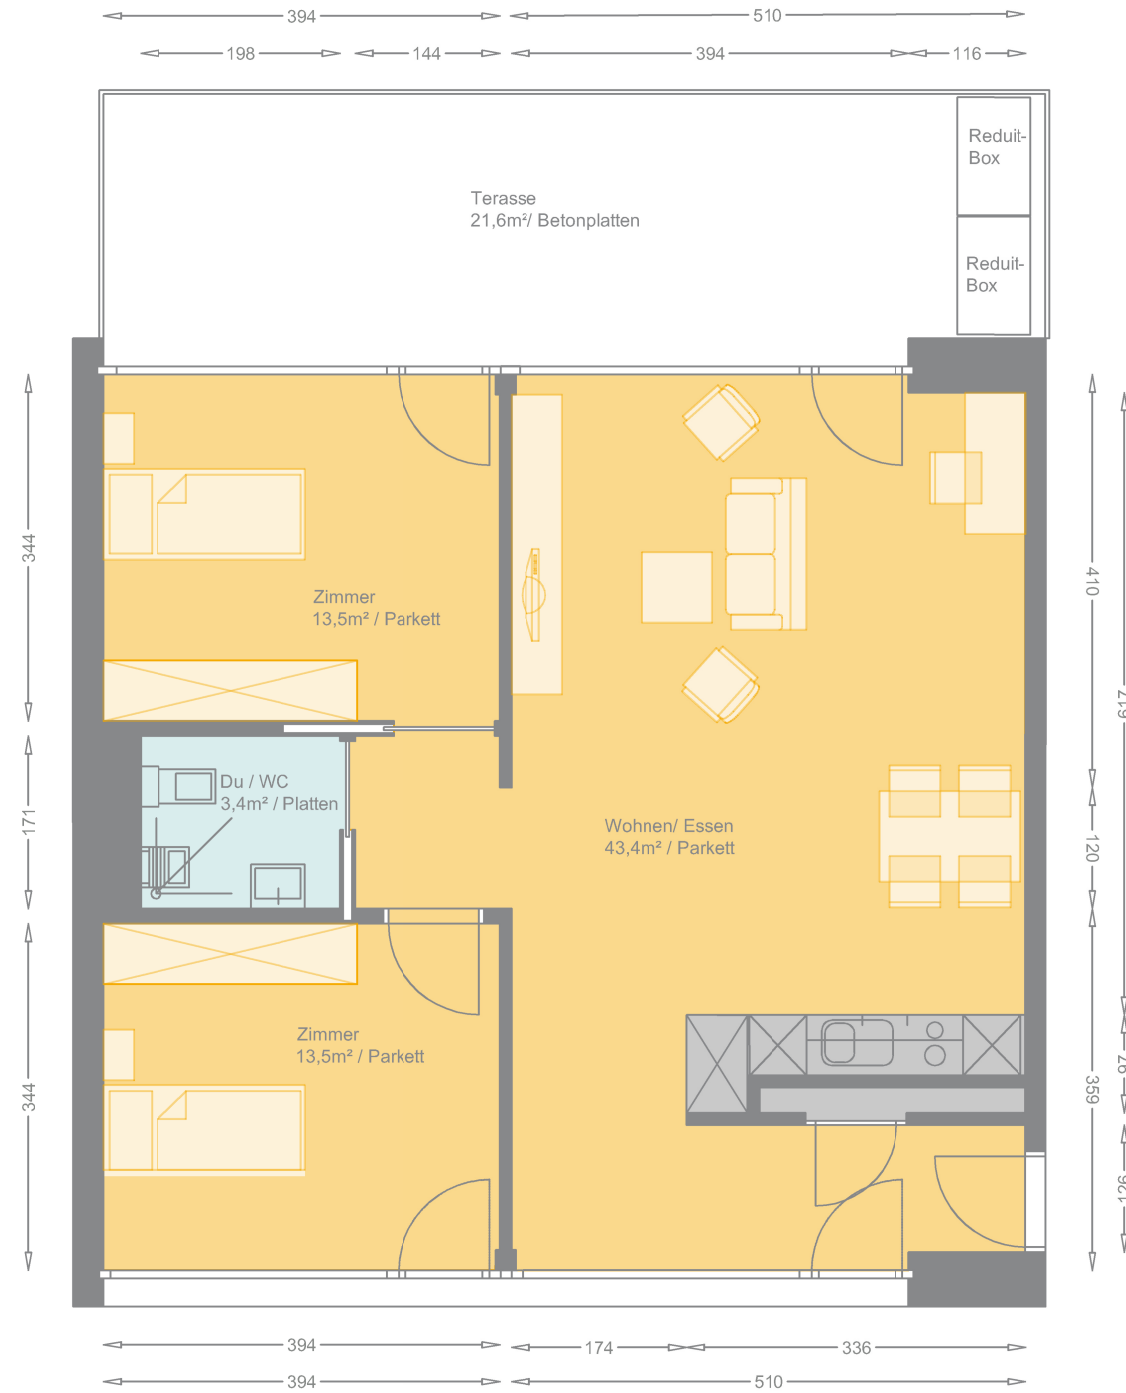 394
510
198
144
394
116
Reduit-
Box
Terasse
21,6m²/ Betonplatten
Reduit-
Box
344
410
Zimmer
13,5m² / Parkett
171
Du / WC
3,4m² / Platten
Wohnen/ Essen
43,4m² / Parkett
120
344
Zimmer
13,5m² / Parkett
359
394
174
336
394
510